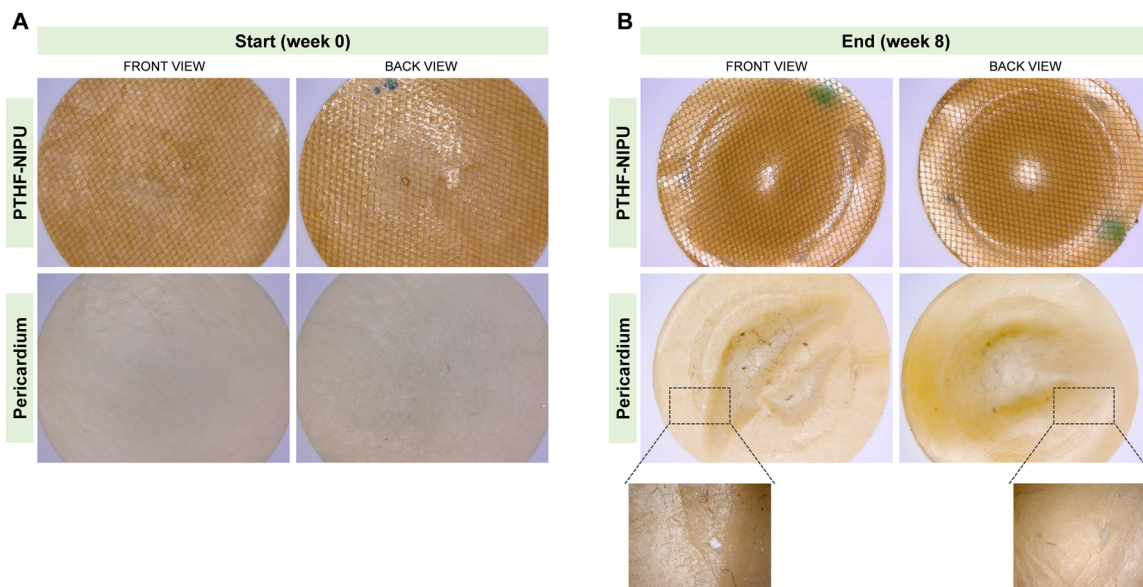 A
Start (week 0)
FRONT VIEW
BACK VIEW
PTHF-NIPU
Pericardium
B
End (week 8)
FRONT VIEW
BACK VIEW
PTHF-NIPU
Pericardium